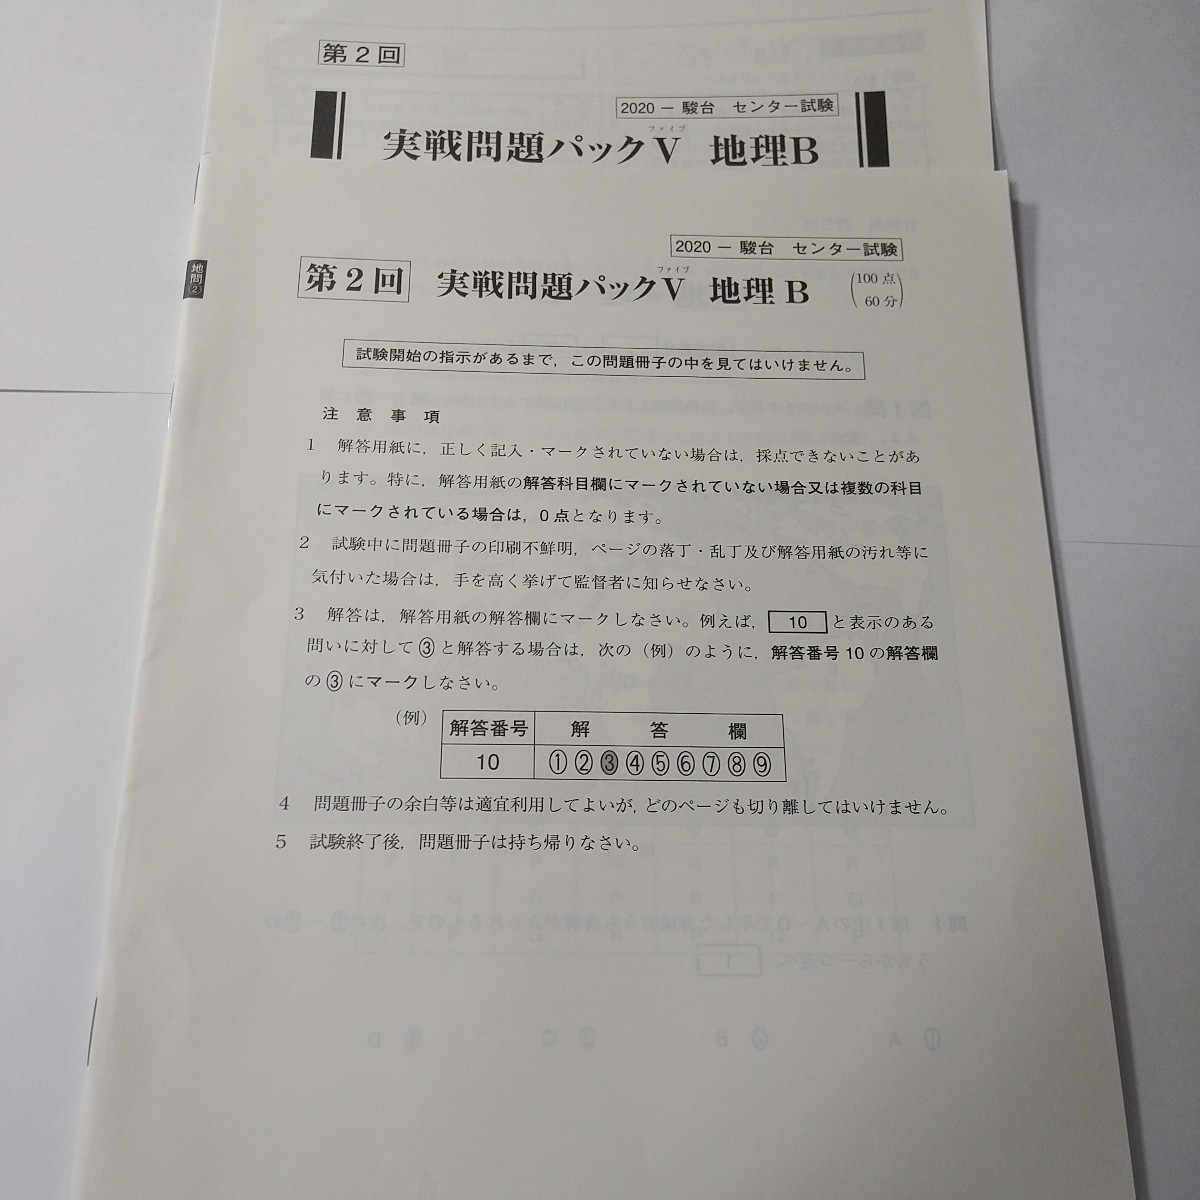 第2回
2020－駿台　センター試験
ファイブ
実戦問題パックV　地理B
地問②
2020－駿台　センター試験
ファイブ
第2回　実戦問題パックV　地理B　(100点 60分)
試験開始の指示があるまで，この問題冊子の中を見てはいけません。
注意事項
1　解答用紙に，正しく記入・マークされていない場合は，採点できないことがあ
ります。特に，解答用紙の解答科目欄にマークされていない場合又は複数の科目
にマークされている場合は，0点となります。
2　試験中に問題冊子の印刷不鮮明，ページの落丁・乱丁及び解答用紙の汚れ等に
気付いた場合は，手を高く挙げて監督者に知らせなさい。
3　解答は，解答用紙の解答欄にマークしなさい。例えば， 10 と表示のある
問いに対して③と解答する場合は，次の（例）のように，解答番号10の解答欄
の③にマークしなさい。
（例）
解答番号　解答欄
10　①②③④⑤⑥⑦⑧⑨
4　問題冊子の余白等は適宜利用してよいが，どのページも切り離してはいけません。
5　試験終了後，問題冊子は持ち帰りなさい。